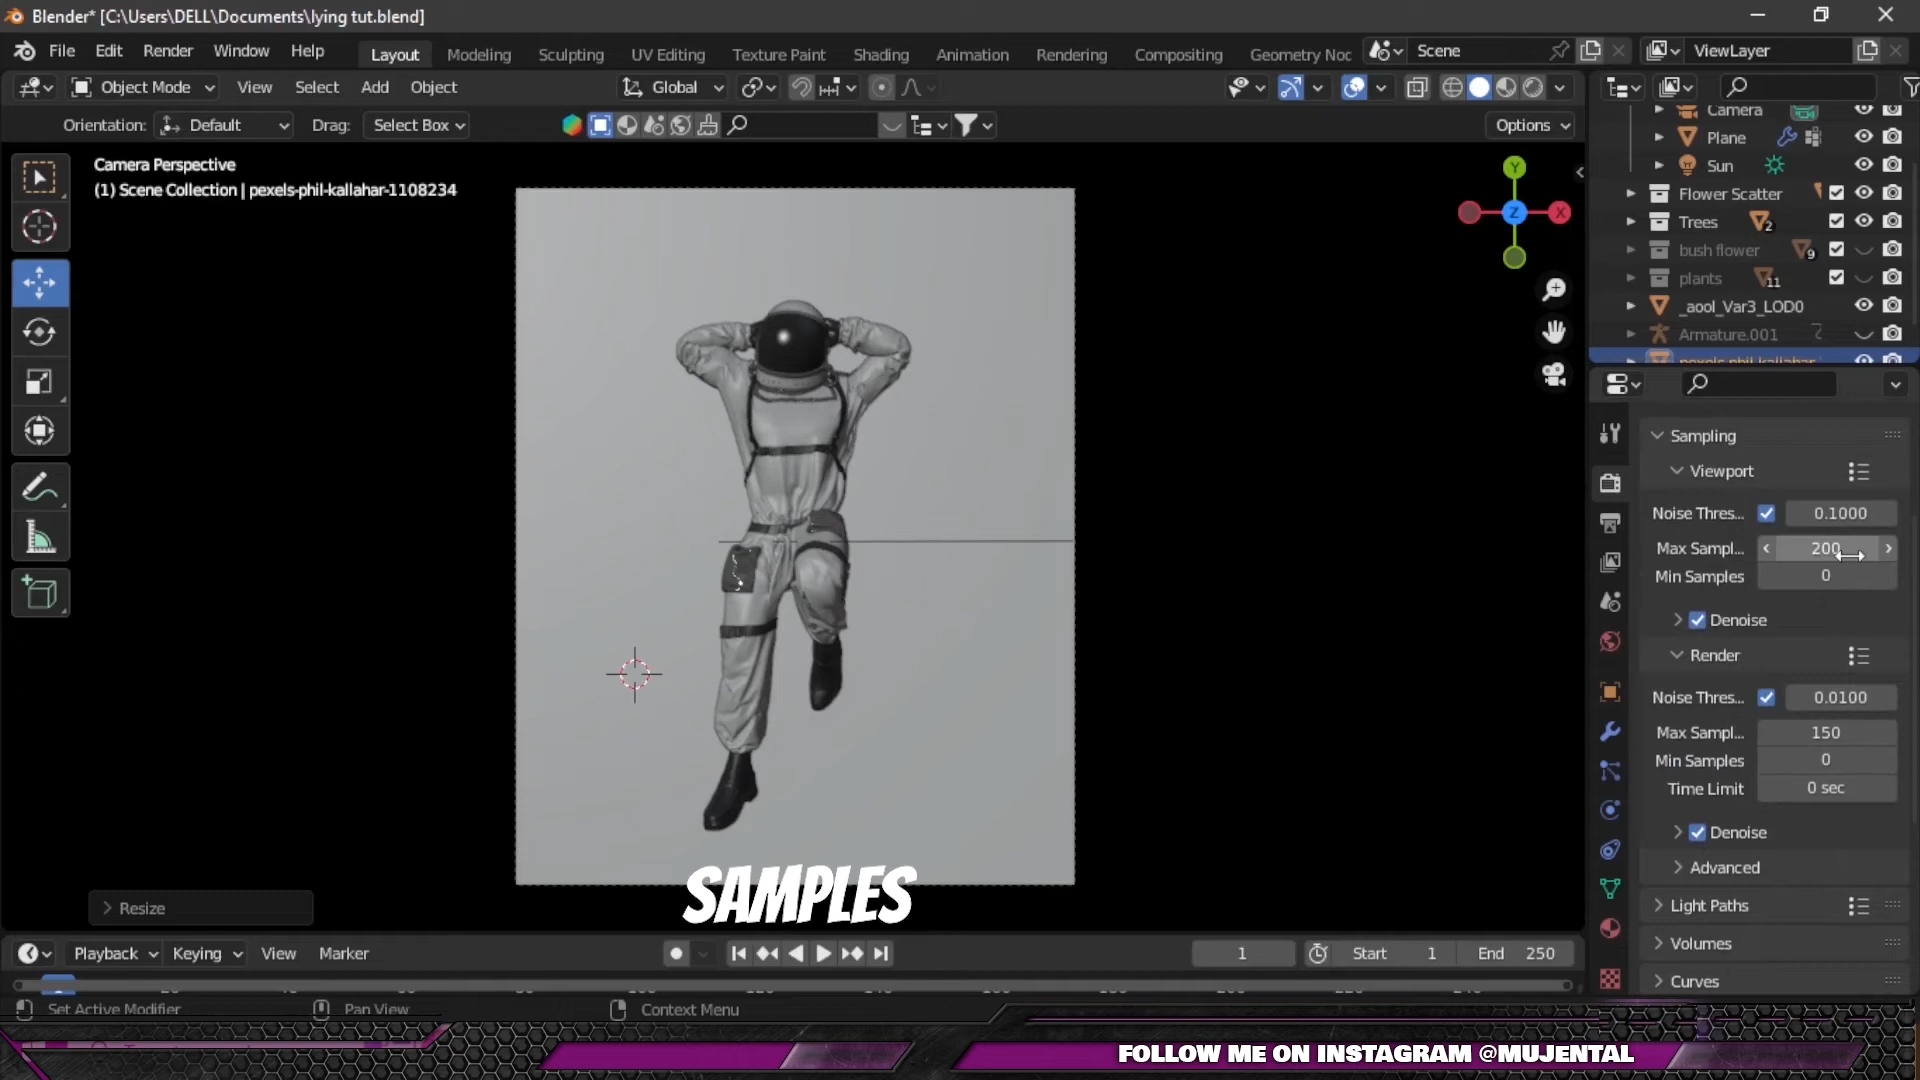 Blender* [C:\Users\DELL\Documents\lying tut.blend]
File Edit Render Window Help Layout Modeling Sculpting UV Editing Texture Paint Shading Animation Rendering Compositing Geometry Noc Scene ViewLayer
Object Mode View Select Add Object Global
Orientation: Default Drag: Select Box Options
Camera Perspective
(1) Scene Collection | pexels-phil-kallahar-1108234
Y
X
Z
Camera
Plane
Sun
Flower Scatter
Trees 2
bush flower 9
plants 11
_aool_Var3_LOD0
Armature.001
pexels-phil-kallahar
Sampling
Viewport
Noise Thres... 0.1000
Max Sampl... 200
Min Samples 0
Denoise
Render
Noise Thres... 0.0100
Max Sampl... 150
Min Samples 0
Time Limit 0 sec
Denoise
Advanced
Light Paths
Volumes
Curves
SAMPLES
Resize
Playback Keying View Marker 1 Start 1 End 250
Set Active Modifier Pan View Context Menu
FOLLOW ME ON INSTAGRAM @MUJENTAL